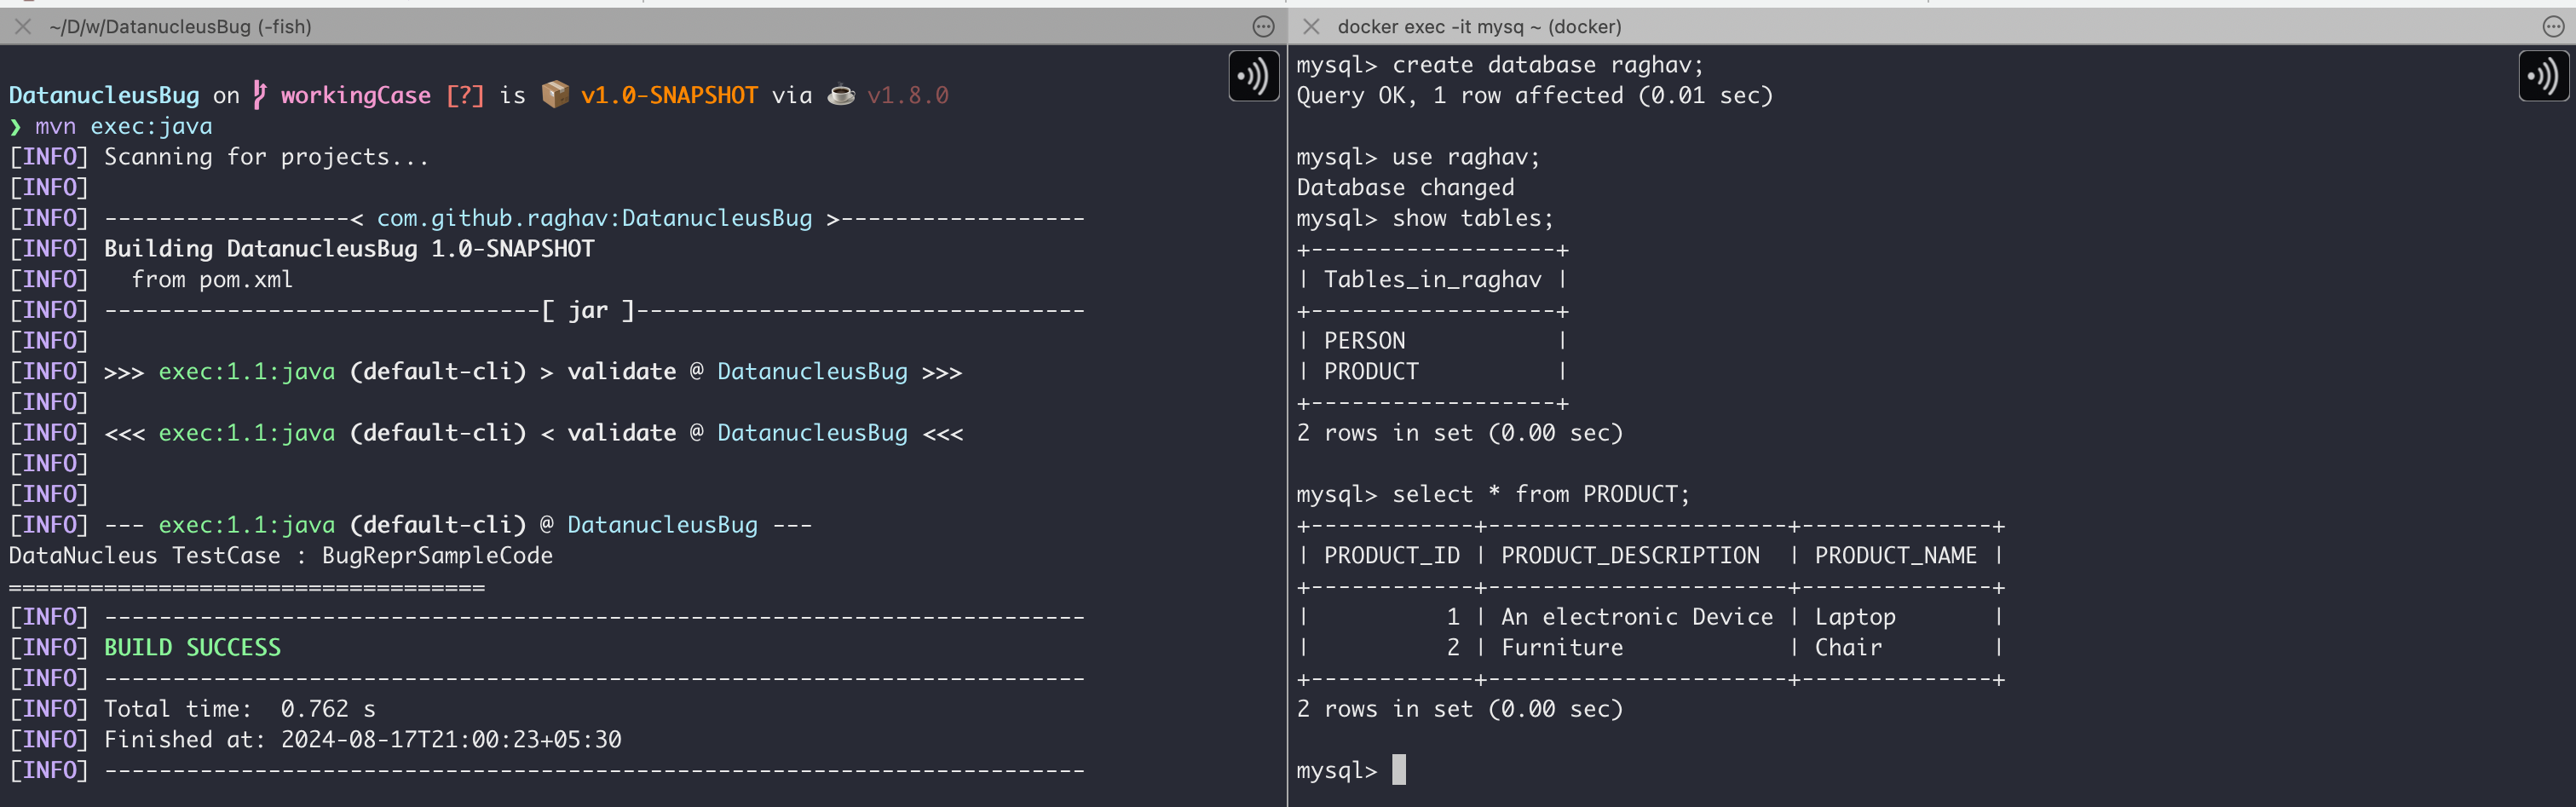 ~/D/w/DatanucleusBug (-fish)
DatanucleusBug on workingCase [?] is 📦 v1.0-SNAPSHOT via ☕ v1.8.0
❯ mvn exec:java
[INFO] Scanning for projects...
[INFO]
[INFO] ------------------< com.github.raghav:DatanucleusBug >------------------
[INFO] Building DatanucleusBug 1.0-SNAPSHOT
[INFO]   from pom.xml
[INFO] --------------------------------[ jar ]---------------------------------
[INFO]
[INFO] >>> exec:1.1:java (default-cli) > validate @ DatanucleusBug >>>
[INFO]
[INFO] <<< exec:1.1:java (default-cli) < validate @ DatanucleusBug <<<
[INFO]
[INFO]
[INFO] --- exec:1.1:java (default-cli) @ DatanucleusBug ---
DataNucleus TestCase : BugReprSampleCode
===================================
[INFO] ------------------------------------------------------------------------
[INFO] BUILD SUCCESS
[INFO] ------------------------------------------------------------------------
[INFO] Total time:  0.762 s
[INFO] Finished at: 2024-08-17T21:00:23+05:30
[INFO] ------------------------------------------------------------------------
docker exec -it mysq ~ (docker)
mysql> create database raghav;
Query OK, 1 row affected (0.01 sec)
mysql> use raghav;
Database changed
mysql> show tables;
+------------------+
| Tables_in_raghav |
+------------------+
| PERSON           |
| PRODUCT          |
+------------------+
2 rows in set (0.00 sec)
mysql> select * from PRODUCT;
+------------+----------------------+--------------+
| PRODUCT_ID | PRODUCT_DESCRIPTION  | PRODUCT_NAME |
+------------+----------------------+--------------+
|          1 | An electronic Device | Laptop       |
|          2 | Furniture            | Chair        |
+------------+----------------------+--------------+
2 rows in set (0.00 sec)
mysql>